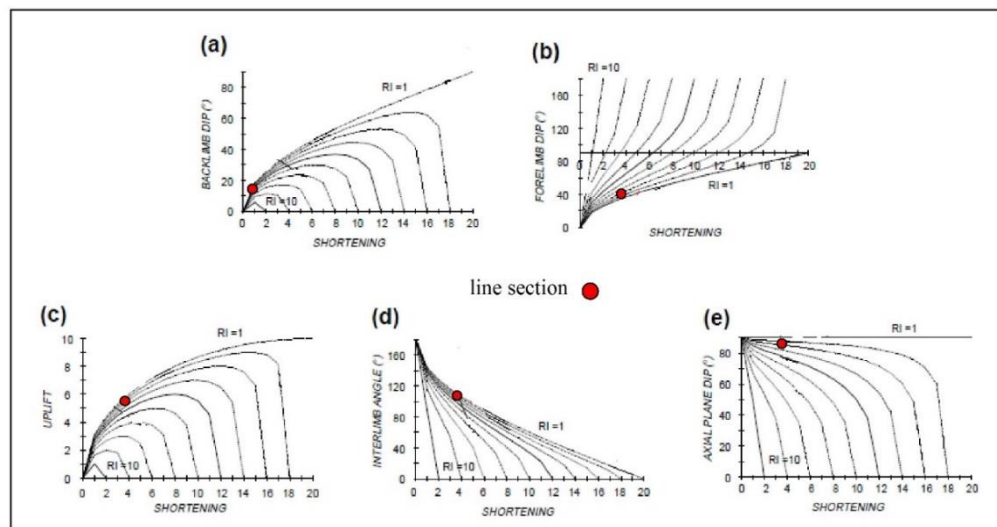 (a)
80
60
40
20
0
BACKLIMB DIP (°)
RI =1
RI =10
0 2 4 6 8 10 12 14 16 18 20
SHORTENING
(b)
160
120
80
40
0
FORELIMB DIP (°)
RI =10
RI =1
0 2 4 6 8 10 12 14 16 18 20
SHORTENING
line section
(c)
10
8
6
4
2
0
UPLIFT
RI =1
RI =10
0 2 4 6 8 10 12 14 16 18 20
SHORTENING
(d)
160
120
80
40
0
INTERLIMB ANGLE (°)
RI =1
RI =10
0 2 4 6 8 10 12 14 16 18 20
SHORTENING
(e)
80
60
40
20
0
AXIAL PLANE DIP (°)
RI =1
RI =10
0 2 4 6 8 10 12 14 16 18 20
SHORTENING